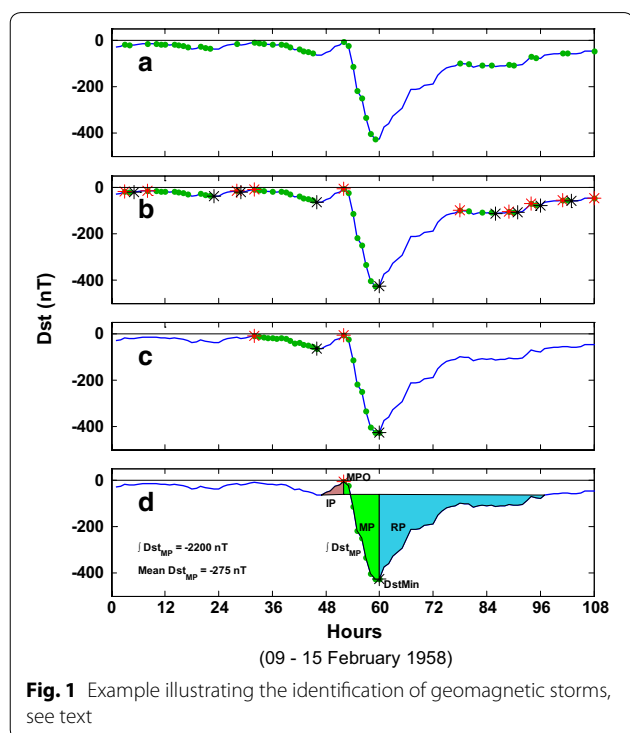 0
-200
-400
a
0
-200
-400
b
0
-200
-400
c
0
-200
-400
d
Dst (nT)
MPO
IP
MP
RP
∫ Dst_MP = -2200 nT
∫ Dst_MP
Mean Dst_MP = -275 nT
DstMin
0 12 24 36 48 60 72 84 96 108
Hours
(09 - 15 February 1958)
Fig. 1 Example illustrating the identification of geomagnetic storms,
see text